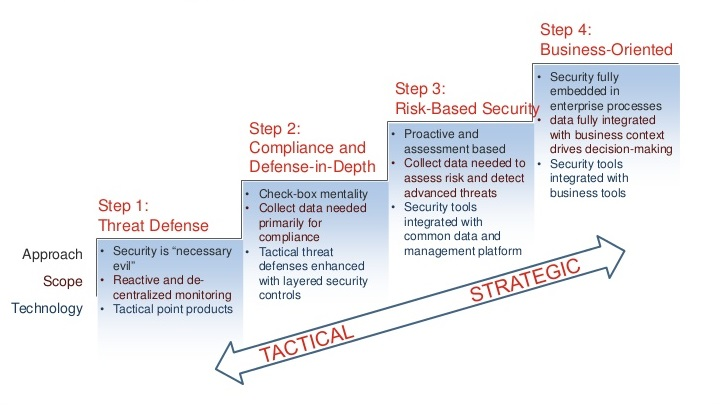 Step 4:
Business-Oriented
• Security fully
embedded in
enterprise processes
• data fully integrated
with business context
drives decision-making
• Security tools
integrated with
business tools
Step 3:
Risk-Based Security
• Proactive and
assessment based
• Collect data needed to
assess risk and detect
advanced threats
• Security tools
integrated with
common data and
management platform
Step 2:
Compliance and
Defense-in-Depth
• Check-box mentality
• Collect data needed
primarily for
compliance
• Tactical threat
defenses enhanced
with layered security
controls
Step 1:
Threat Defense
Approach
Scope
Technology
• Security is “necessary
evil”
• Reactive and de-
centralized monitoring
• Tactical point products
TACTICAL
STRATEGIC